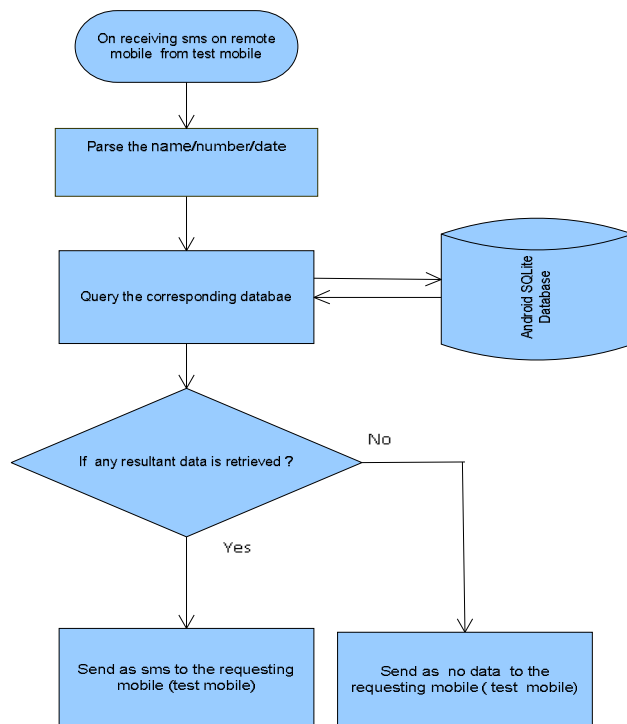 On receiving sms on remote
mobile from test mobile
Parse the name/number/date
Query the corresponding databae
Android SQLite
Database
If any resultant data is retrieved ?
No
Yes
Send as sms to the requesting
mobile (test mobile)
Send as no data to the
requesting mobile ( test mobile)